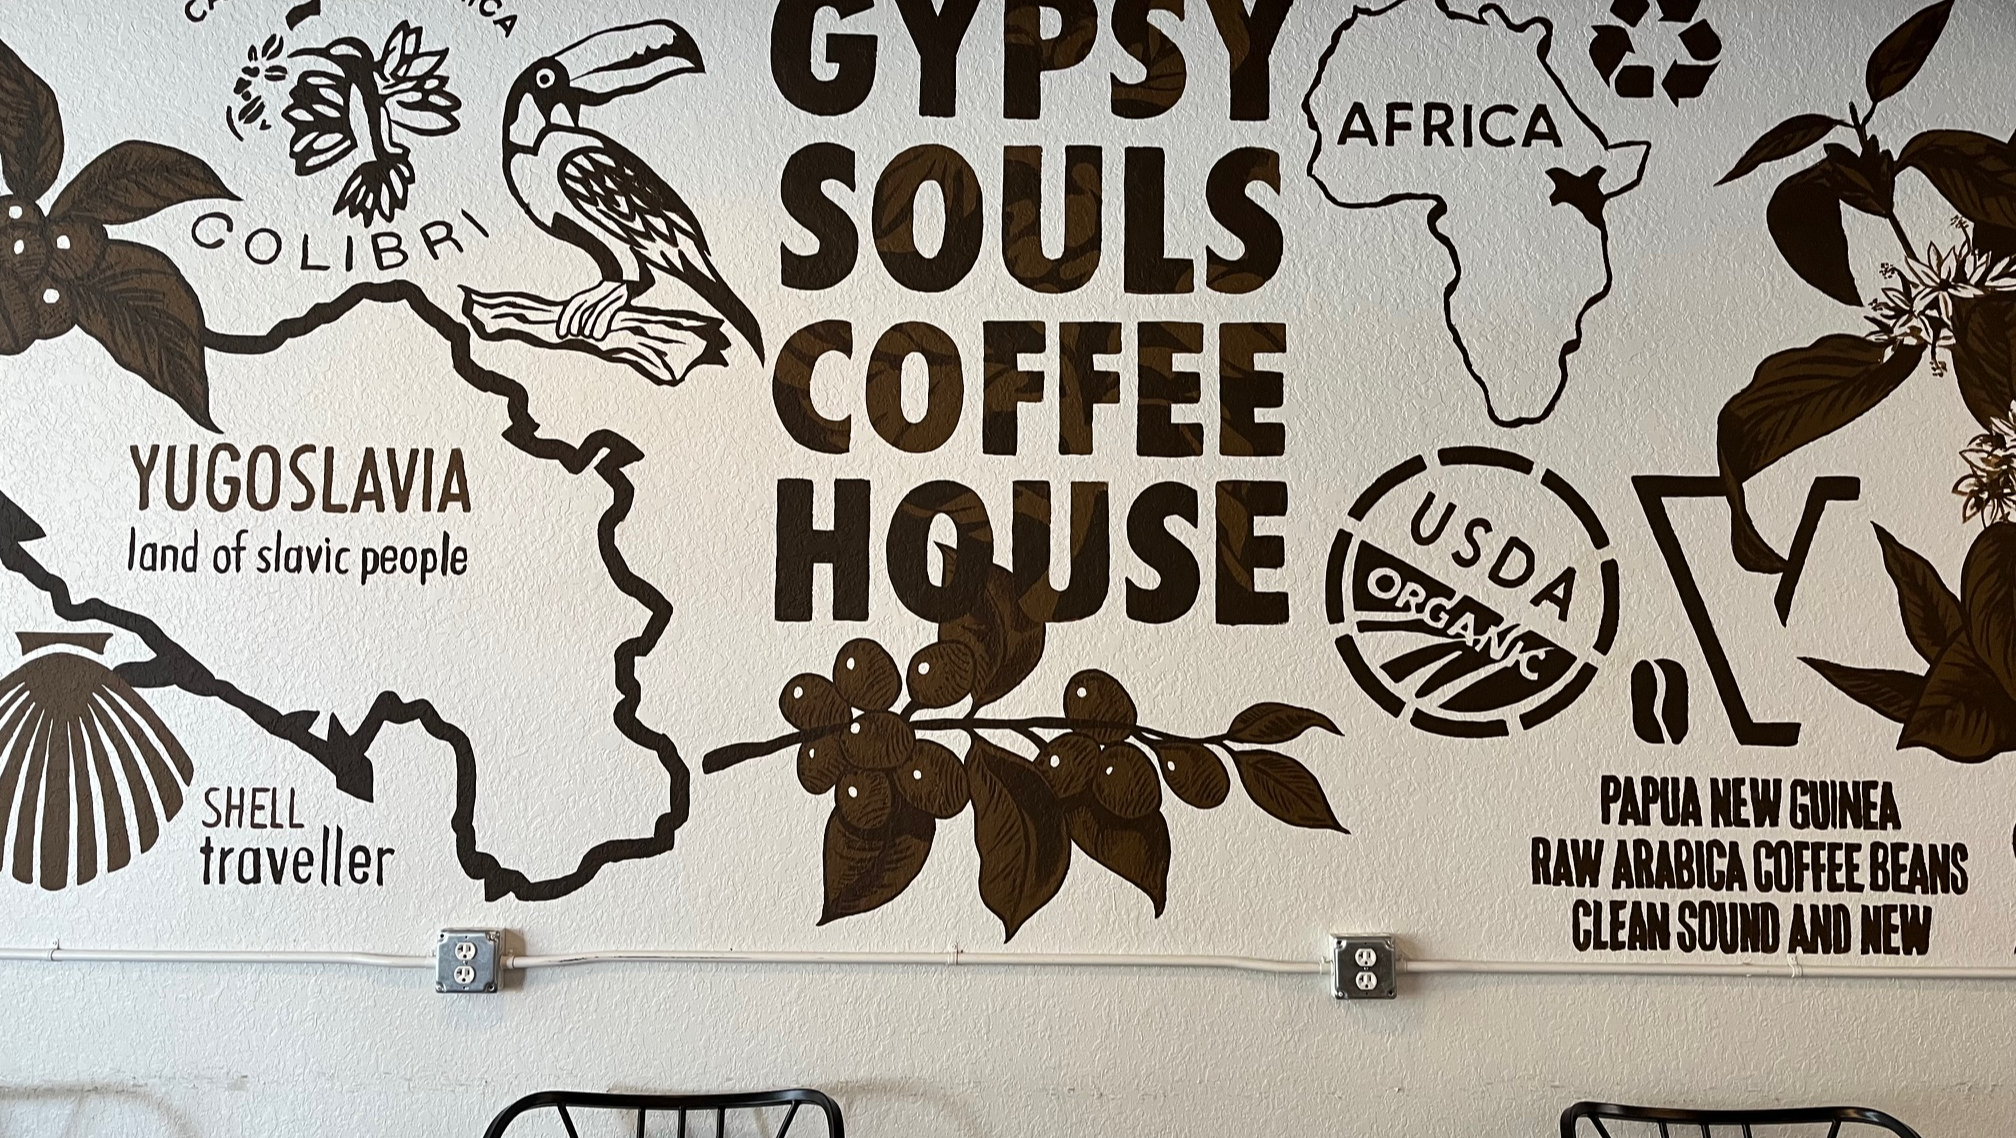 COLIBRI
YUGOSLAVIA
land of slavic people
SHELL
traveller
GYPSY
SOULS
COFFEE
HOUSE
AFRICA
USDA
ORGANIC
PAPUA NEW GUINEA
RAW ARABICA COFFEE BEANS
CLEAN SOUND AND NEW